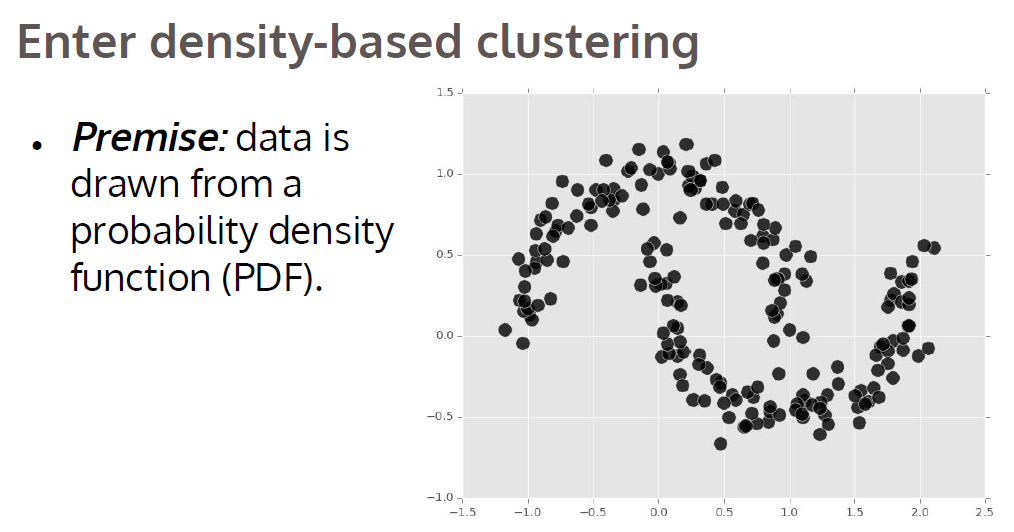 Enter density-based clustering
• Premise: data is
drawn from a
probability density
function (PDF).
1.5
1.0
0.5
0.0
−0.5
−1.0
−1.5 −1.0 −0.5 0.0 0.5 1.0 1.5 2.0 2.5